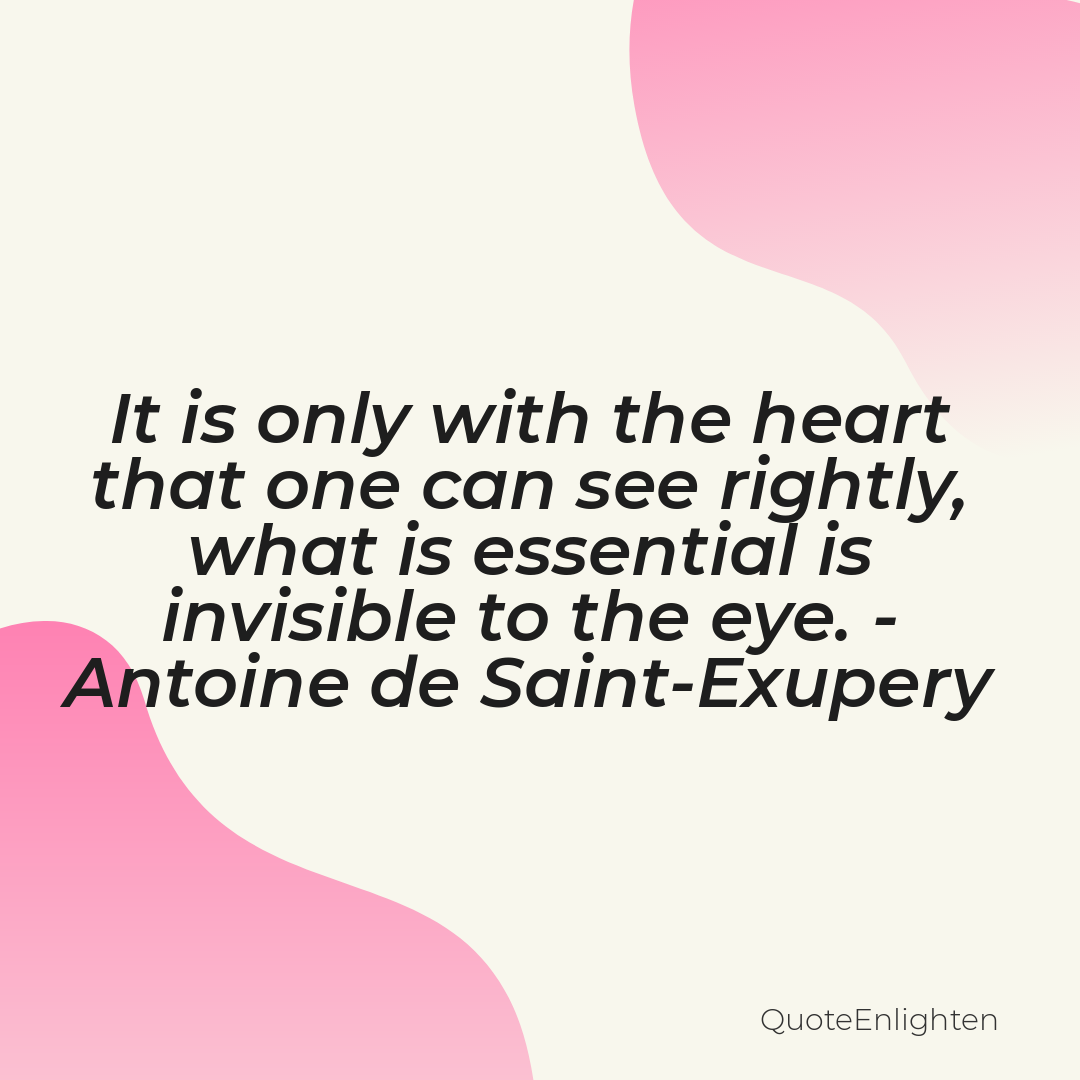 It is only with the heart
that one can see rightly,
what is essential is
invisible to the eye. -
Antoine de Saint-Exupery
QuoteEnlighten